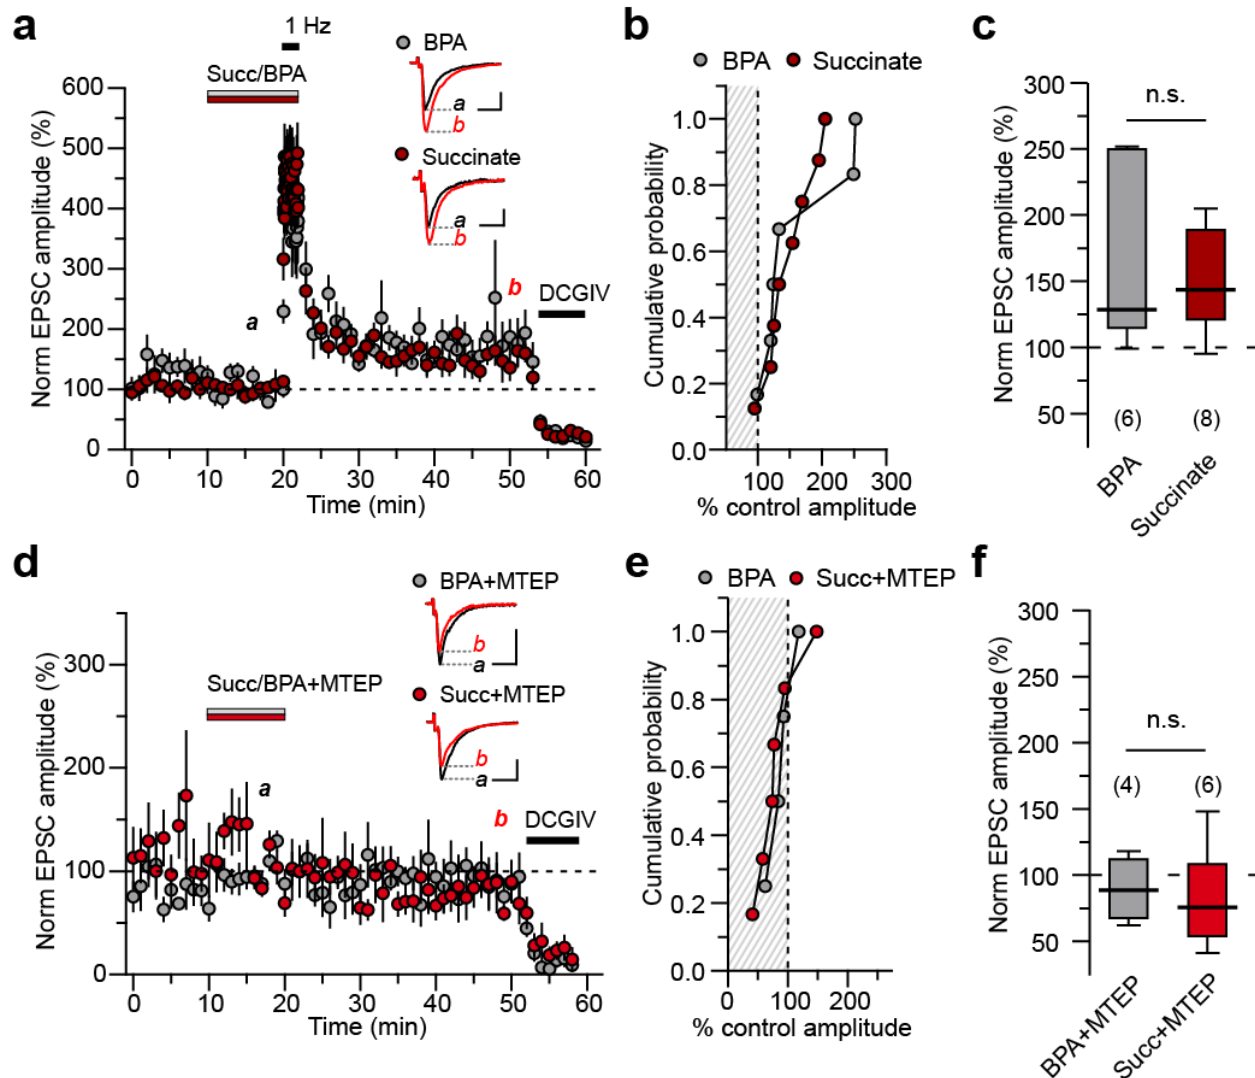 a
1 Hz
Succ/BPA
BPA
a
b
Succinate
a
b
a
b
DCGIV
Norm EPSC amplitude (%)
600
500
400
300
200
100
0
0 10 20 30 40 50 60
Time (min)
b
BPA Succinate
Cumulative probability
1.0
0.8
0.6
0.4
0.2
0.0
100 200 300
% control amplitude
c
Norm EPSC amplitude (%)
300
250
200
150
100
50
n.s.
(6) (8)
BPA
Succinate
d
BPA+MTEP
b
a
Succ/BPA+MTEP
Succ+MTEP
b
a
a
b
DCGIV
Norm EPSC amplitude (%)
300
200
100
0
0 10 20 30 40 50 60
Time (min)
e
BPA Succ+MTEP
Cumulative probability
1.0
0.8
0.6
0.4
0.2
0.0
0 100 200
% control amplitude
f
Norm EPSC amplitude (%)
300
250
200
150
100
50
n.s.
(4) (6)
BPA+MTEP
Succ+MTEP